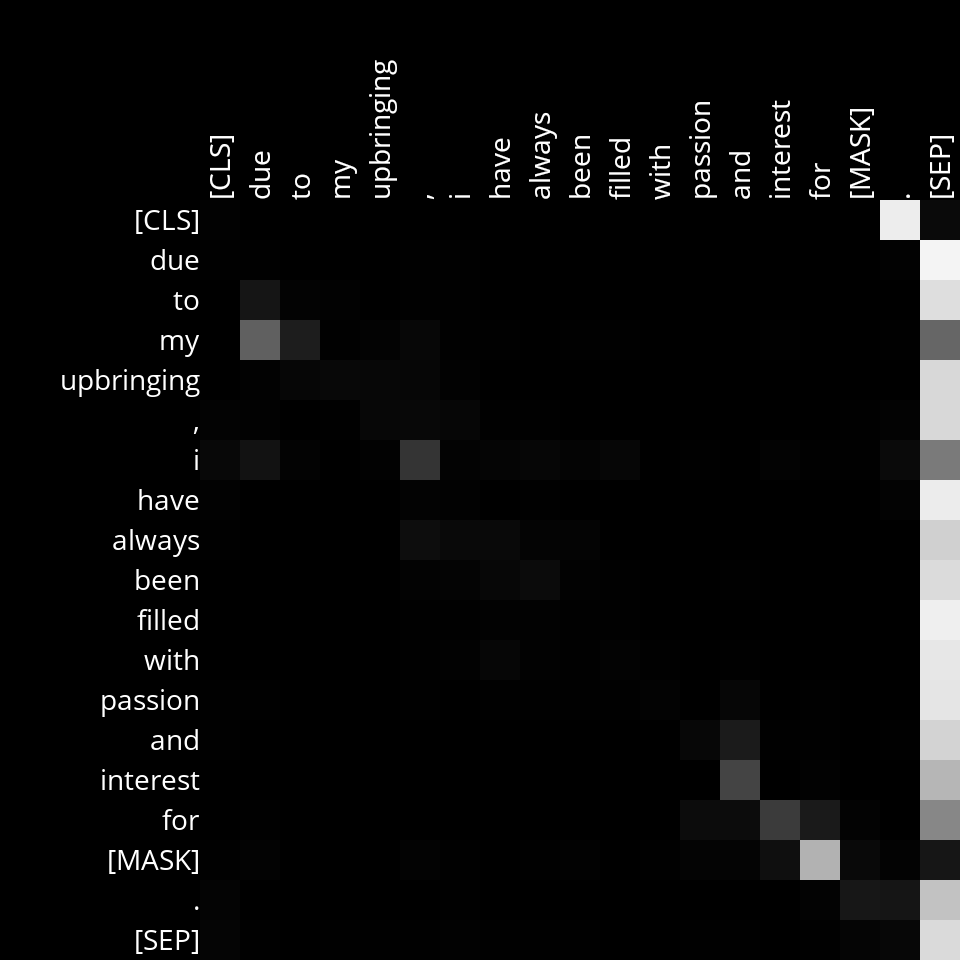 [CLS] due to my upbringing , i have always been filled with passion and interest for [MASK] . [SEP]
[CLS]
due
to
my
upbringing
,
i
have
always
been
filled
with
passion
and
interest
for
[MASK]
.
[SEP]